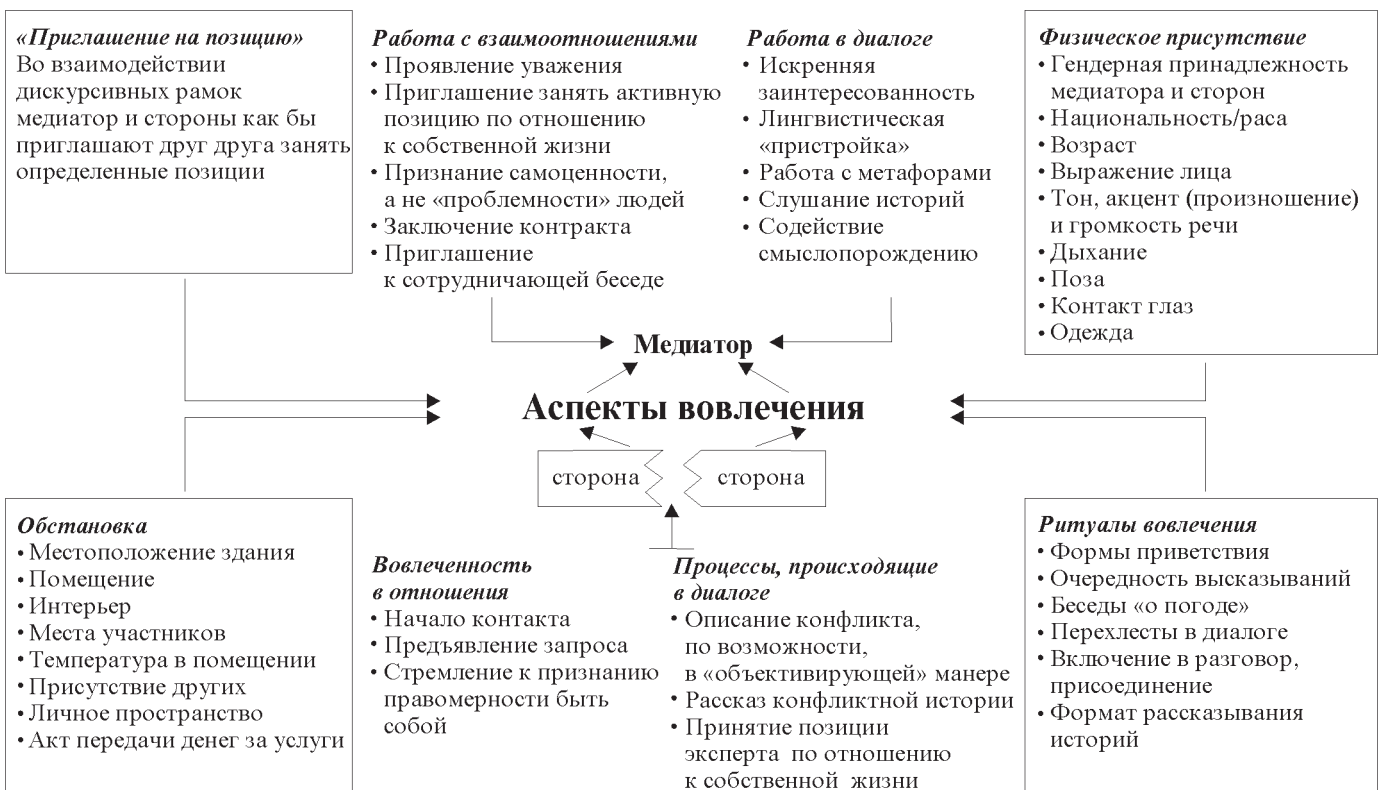 «Приглашение на позицию»
Во взаимодействии
дискурсивных рамок
медиатор и стороны как бы
приглашают друг друга занять
определенные позиции
Работа с взаимоотношениями
• Проявление уважения
• Приглашение занять активную
позицию по отношению
к собственной жизни
• Признание самоценности,
а не «проблемности» людей
• Заключение контракта
• Приглашение
к сотрудничающей беседе
Работа в диалоге
• Искренняя
заинтересованность
• Лингвистическая
«пристройка»
• Работа с метафорами
• Слушание историй
• Содействие
смыслопорождению
Физическое присутствие
• Гендерная принадлежность
медиатора и сторон
• Национальность/раса
• Возраст
• Выражение лица
• Тон, акцент (произношение)
и громкость речи
• Дыхание
• Поза
• Контакт глаз
• Одежда
Медиатор
Аспекты вовлечения
сторона
сторона
Обстановка
• Местоположение здания
• Помещение
• Интерьер
• Места участников
• Температура в помещении
• Присутствие других
• Личное пространство
• Акт передачи денег за услуги
Вовлеченность
в отношения
• Начало контакта
• Предъявление запроса
• Стремление к признанию
правомерности быть
собой
Процессы, происходящие
в диалоге
• Описание конфликта,
по возможности,
в «объективирующей» манере
• Рассказ конфликтной истории
• Принятие позиции
эксперта по отношению
к собственной жизни
Ритуалы вовлечения
• Формы приветствия
• Очередность высказываний
• Беседы «о погоде»
• Перехлесты в диалоге
• Включение в разговор,
присоединение
• Формат рассказывания
историй